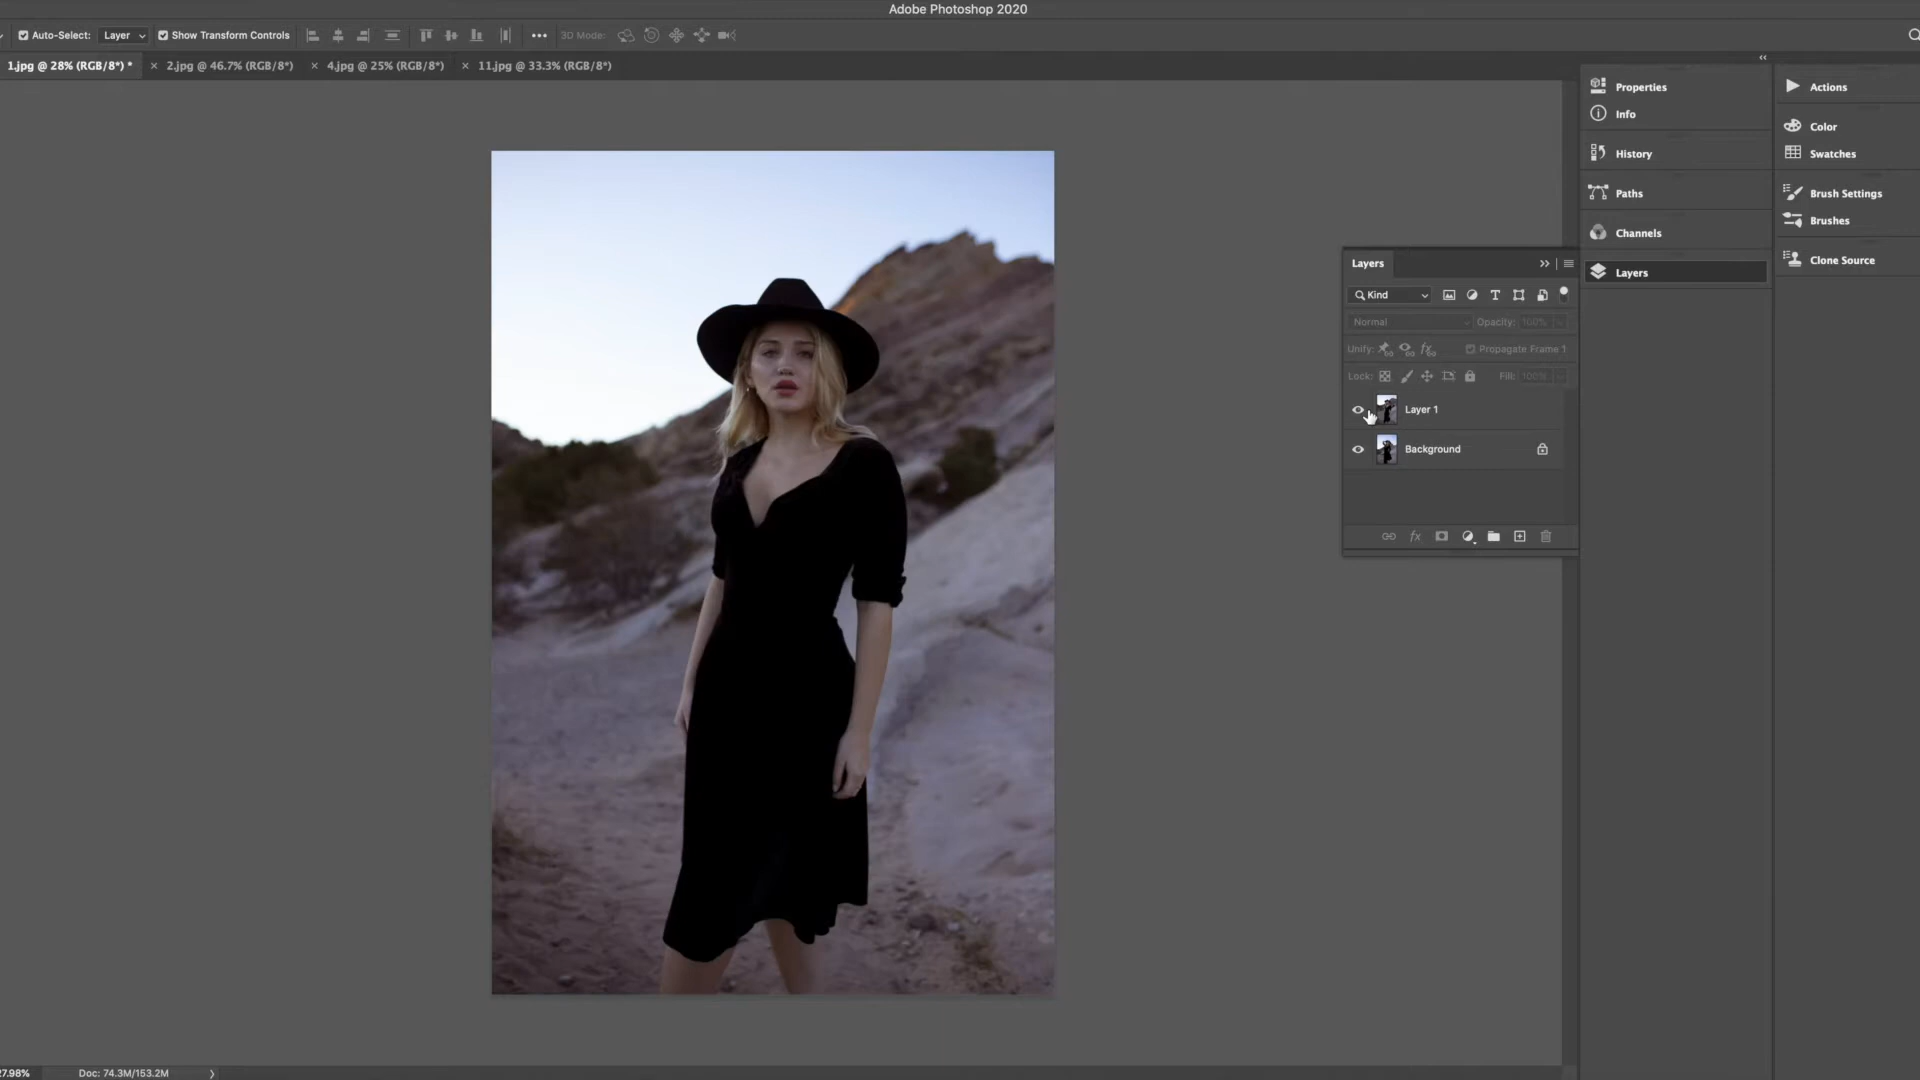 Adobe Photoshop 2020
Auto-Select: Layer Show Transform Controls 3D Mode:
1.jpg @ 28% (RGB/8*) * 2.jpg @ 46.7% (RGB/8*) 4.jpg @ 25% (RGB/8*) 11.jpg @ 33.3% (RGB/8*)
Properties
Info
History
Paths
Channels
Layers
Actions
Color
Swatches
Brush Settings
Brushes
Clone Source
Layers
Kind
Normal Opacity: 100%
Unify: Propagate Frame 1
Lock: Fill: 100%
Layer 1
Background
27.98% Doc: 74.3M/153.2M